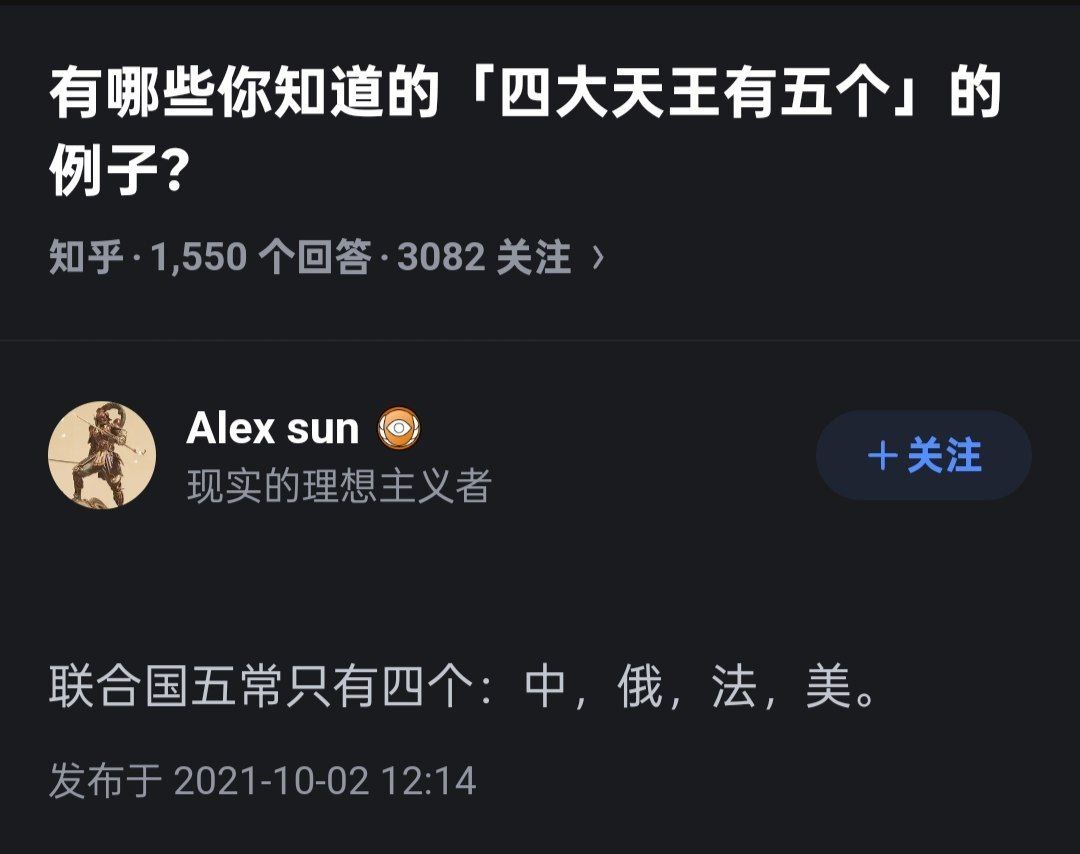 有哪些你知道的「四大天王有五个」的
例子？
知乎·1,550 个回答·3082 关注 ›
Alex sun
现实的理想主义者
＋关注
联合国五常只有四个：中，俄，法，美。
发布于 2021-10-02 12:14